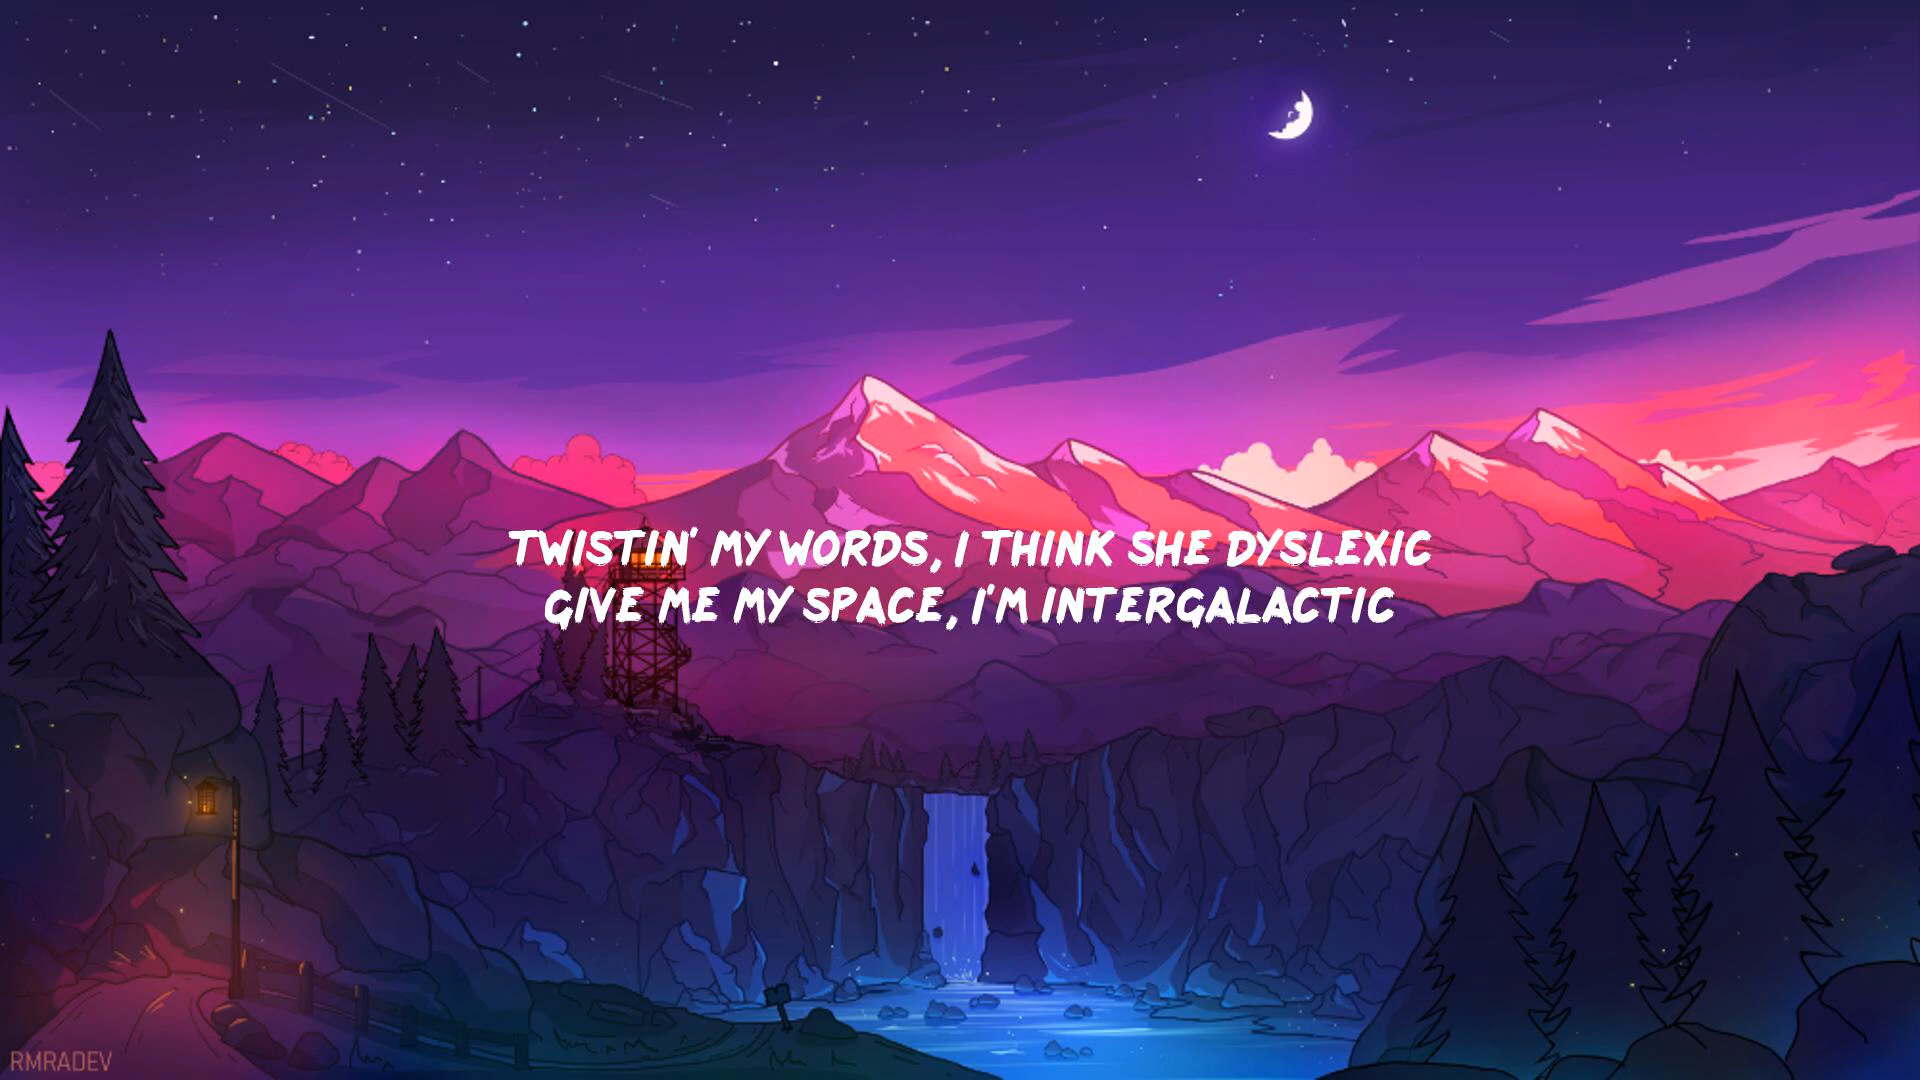 TWISTIN' MY WORDS, I THINK SHE DYSLEXIC
GIVE ME MY SPACE, I'M INTERGALACTIC
RMRADEV